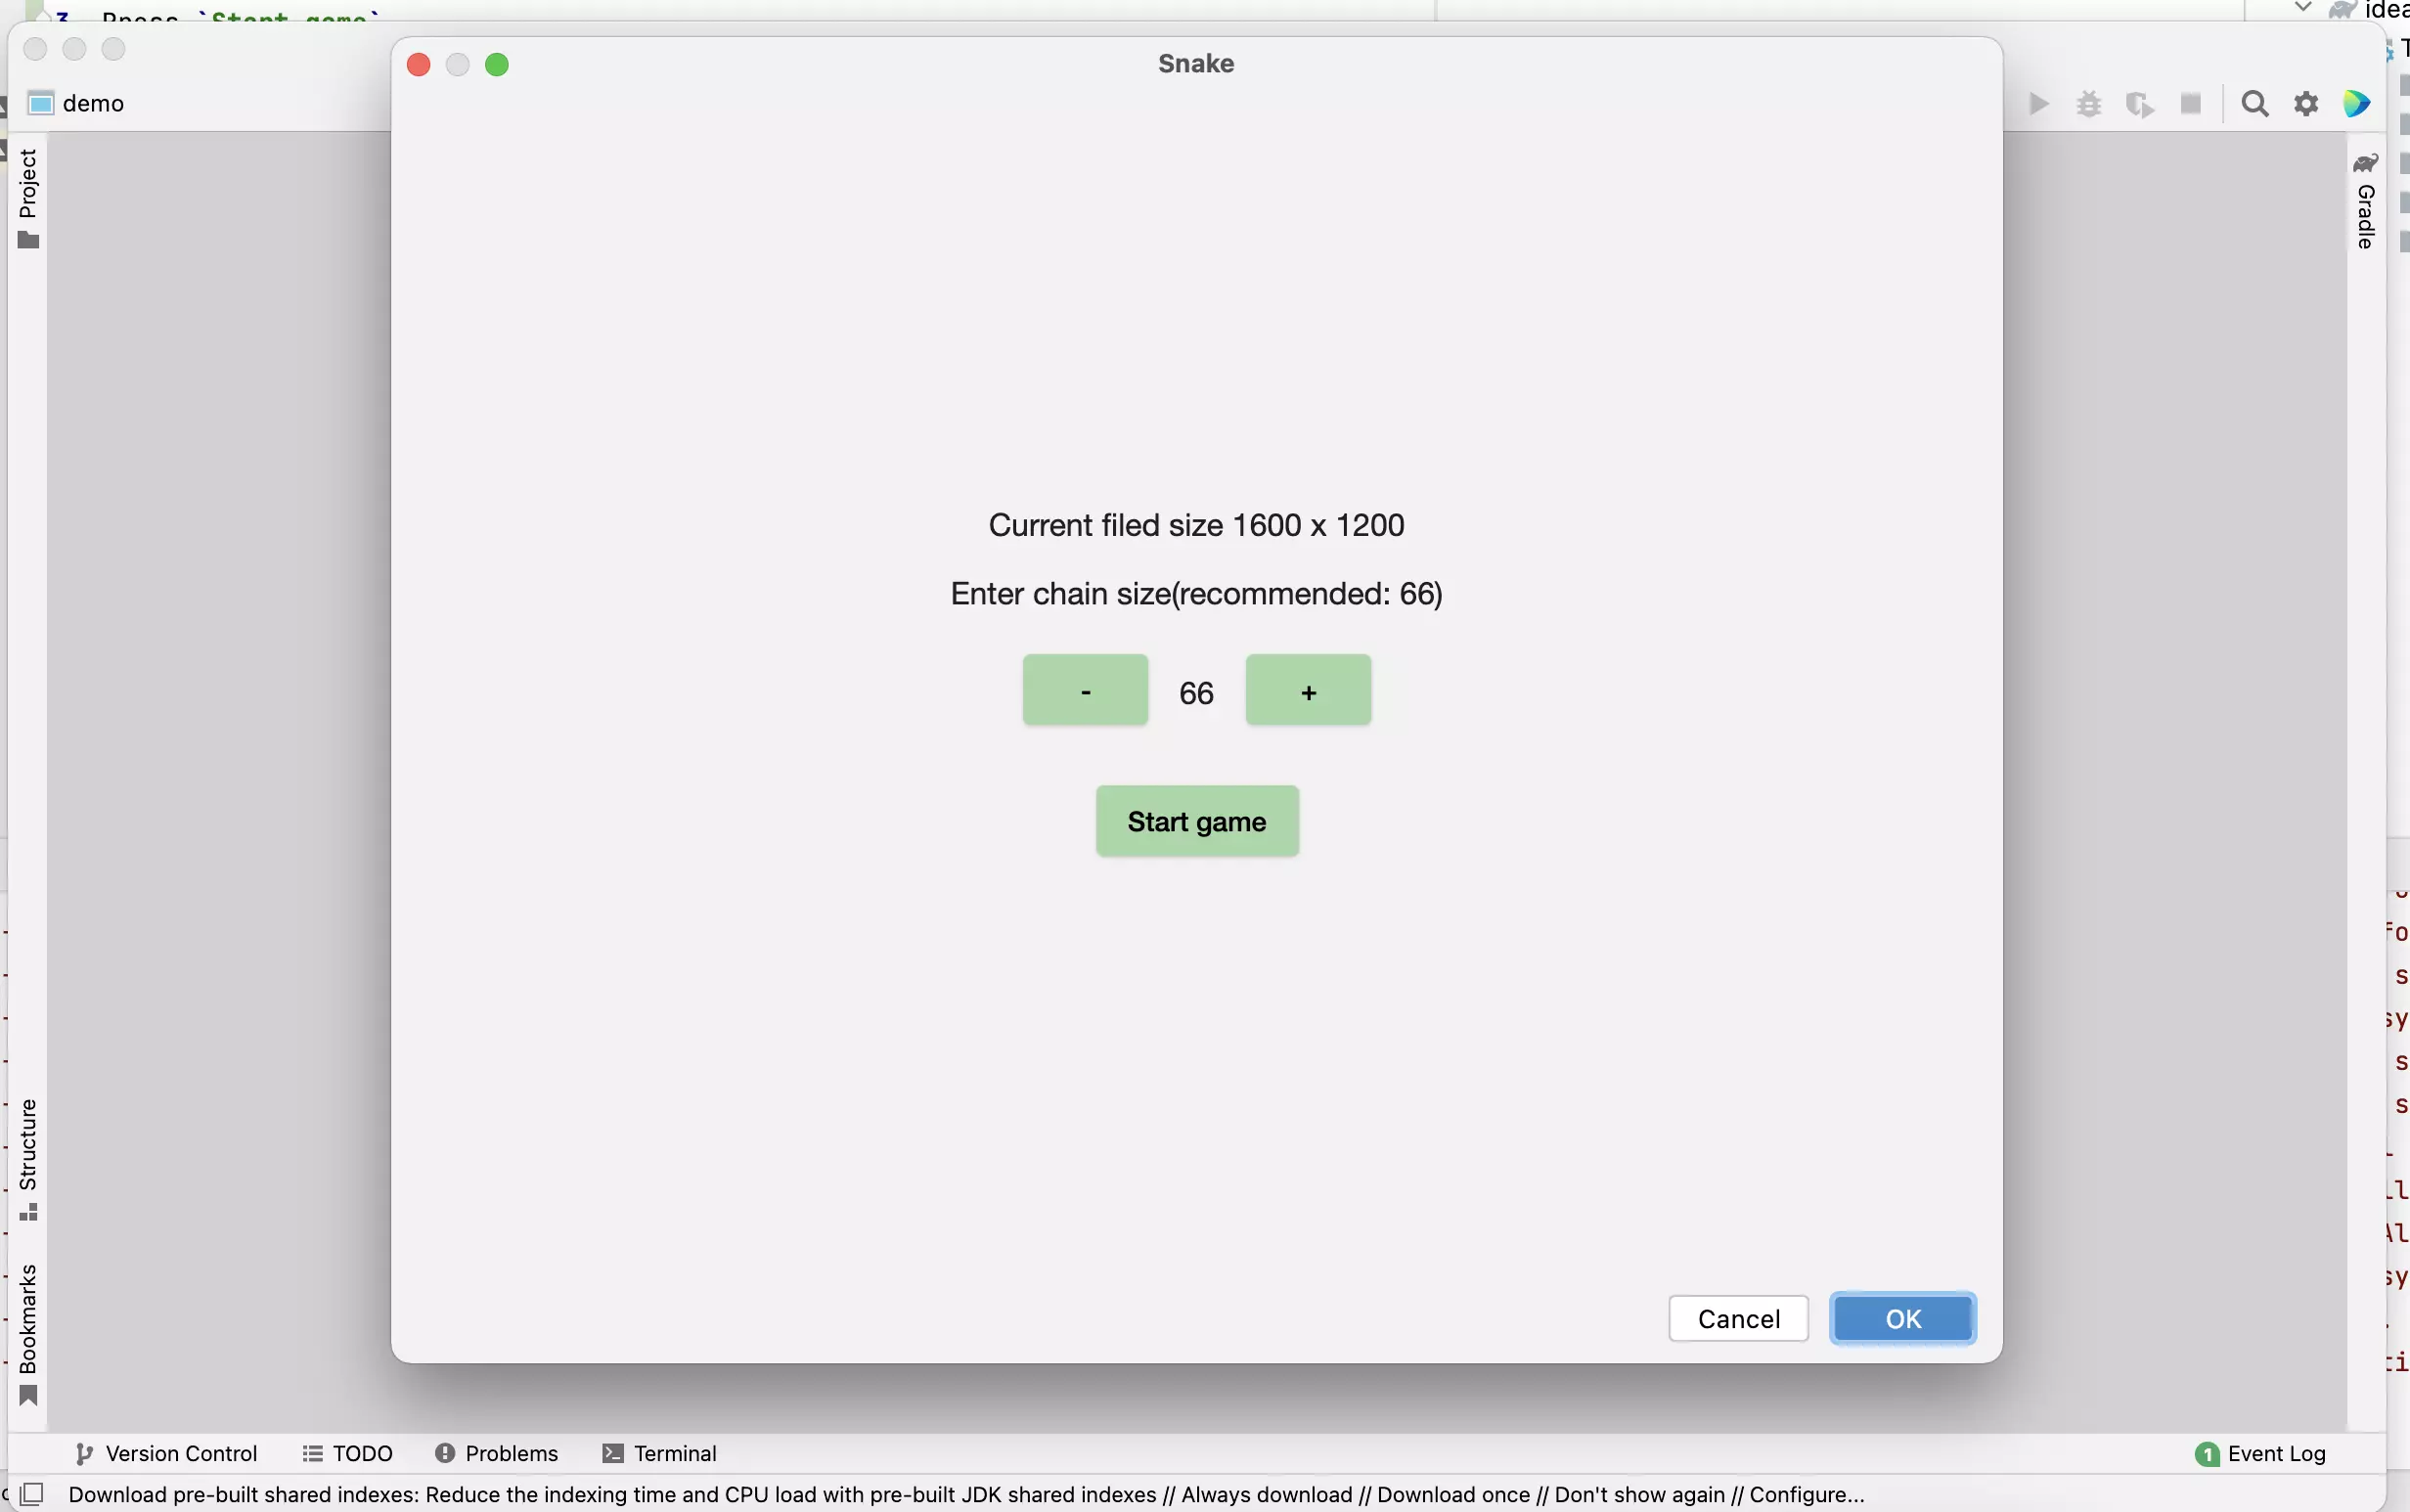 3. Press `Start game`
idea
Snake
demo
Project
Gradle
Current filed size 1600 x 1200
Enter chain size(recommended: 66)
- 66 +
Start game
Structure
Bookmarks
Cancel OK
Version Control TODO Problems Terminal 1 Event Log
Download pre-built shared indexes: Reduce the indexing time and CPU load with pre-built JDK shared indexes // Always download // Download once // Don't show again // Configure...